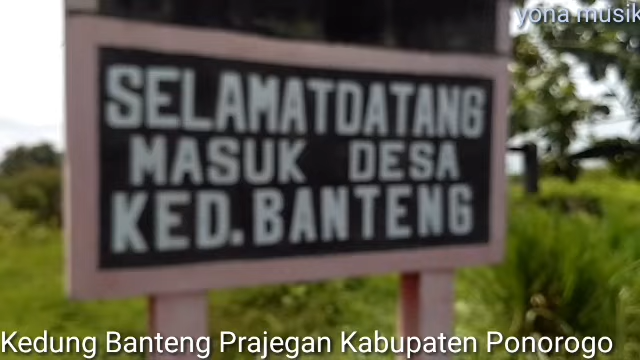 yona musik
SELAMATDATANG
MASUK DESA
KED.BANTENG
Kedung Banteng Prajegan Kabupaten Ponorogo